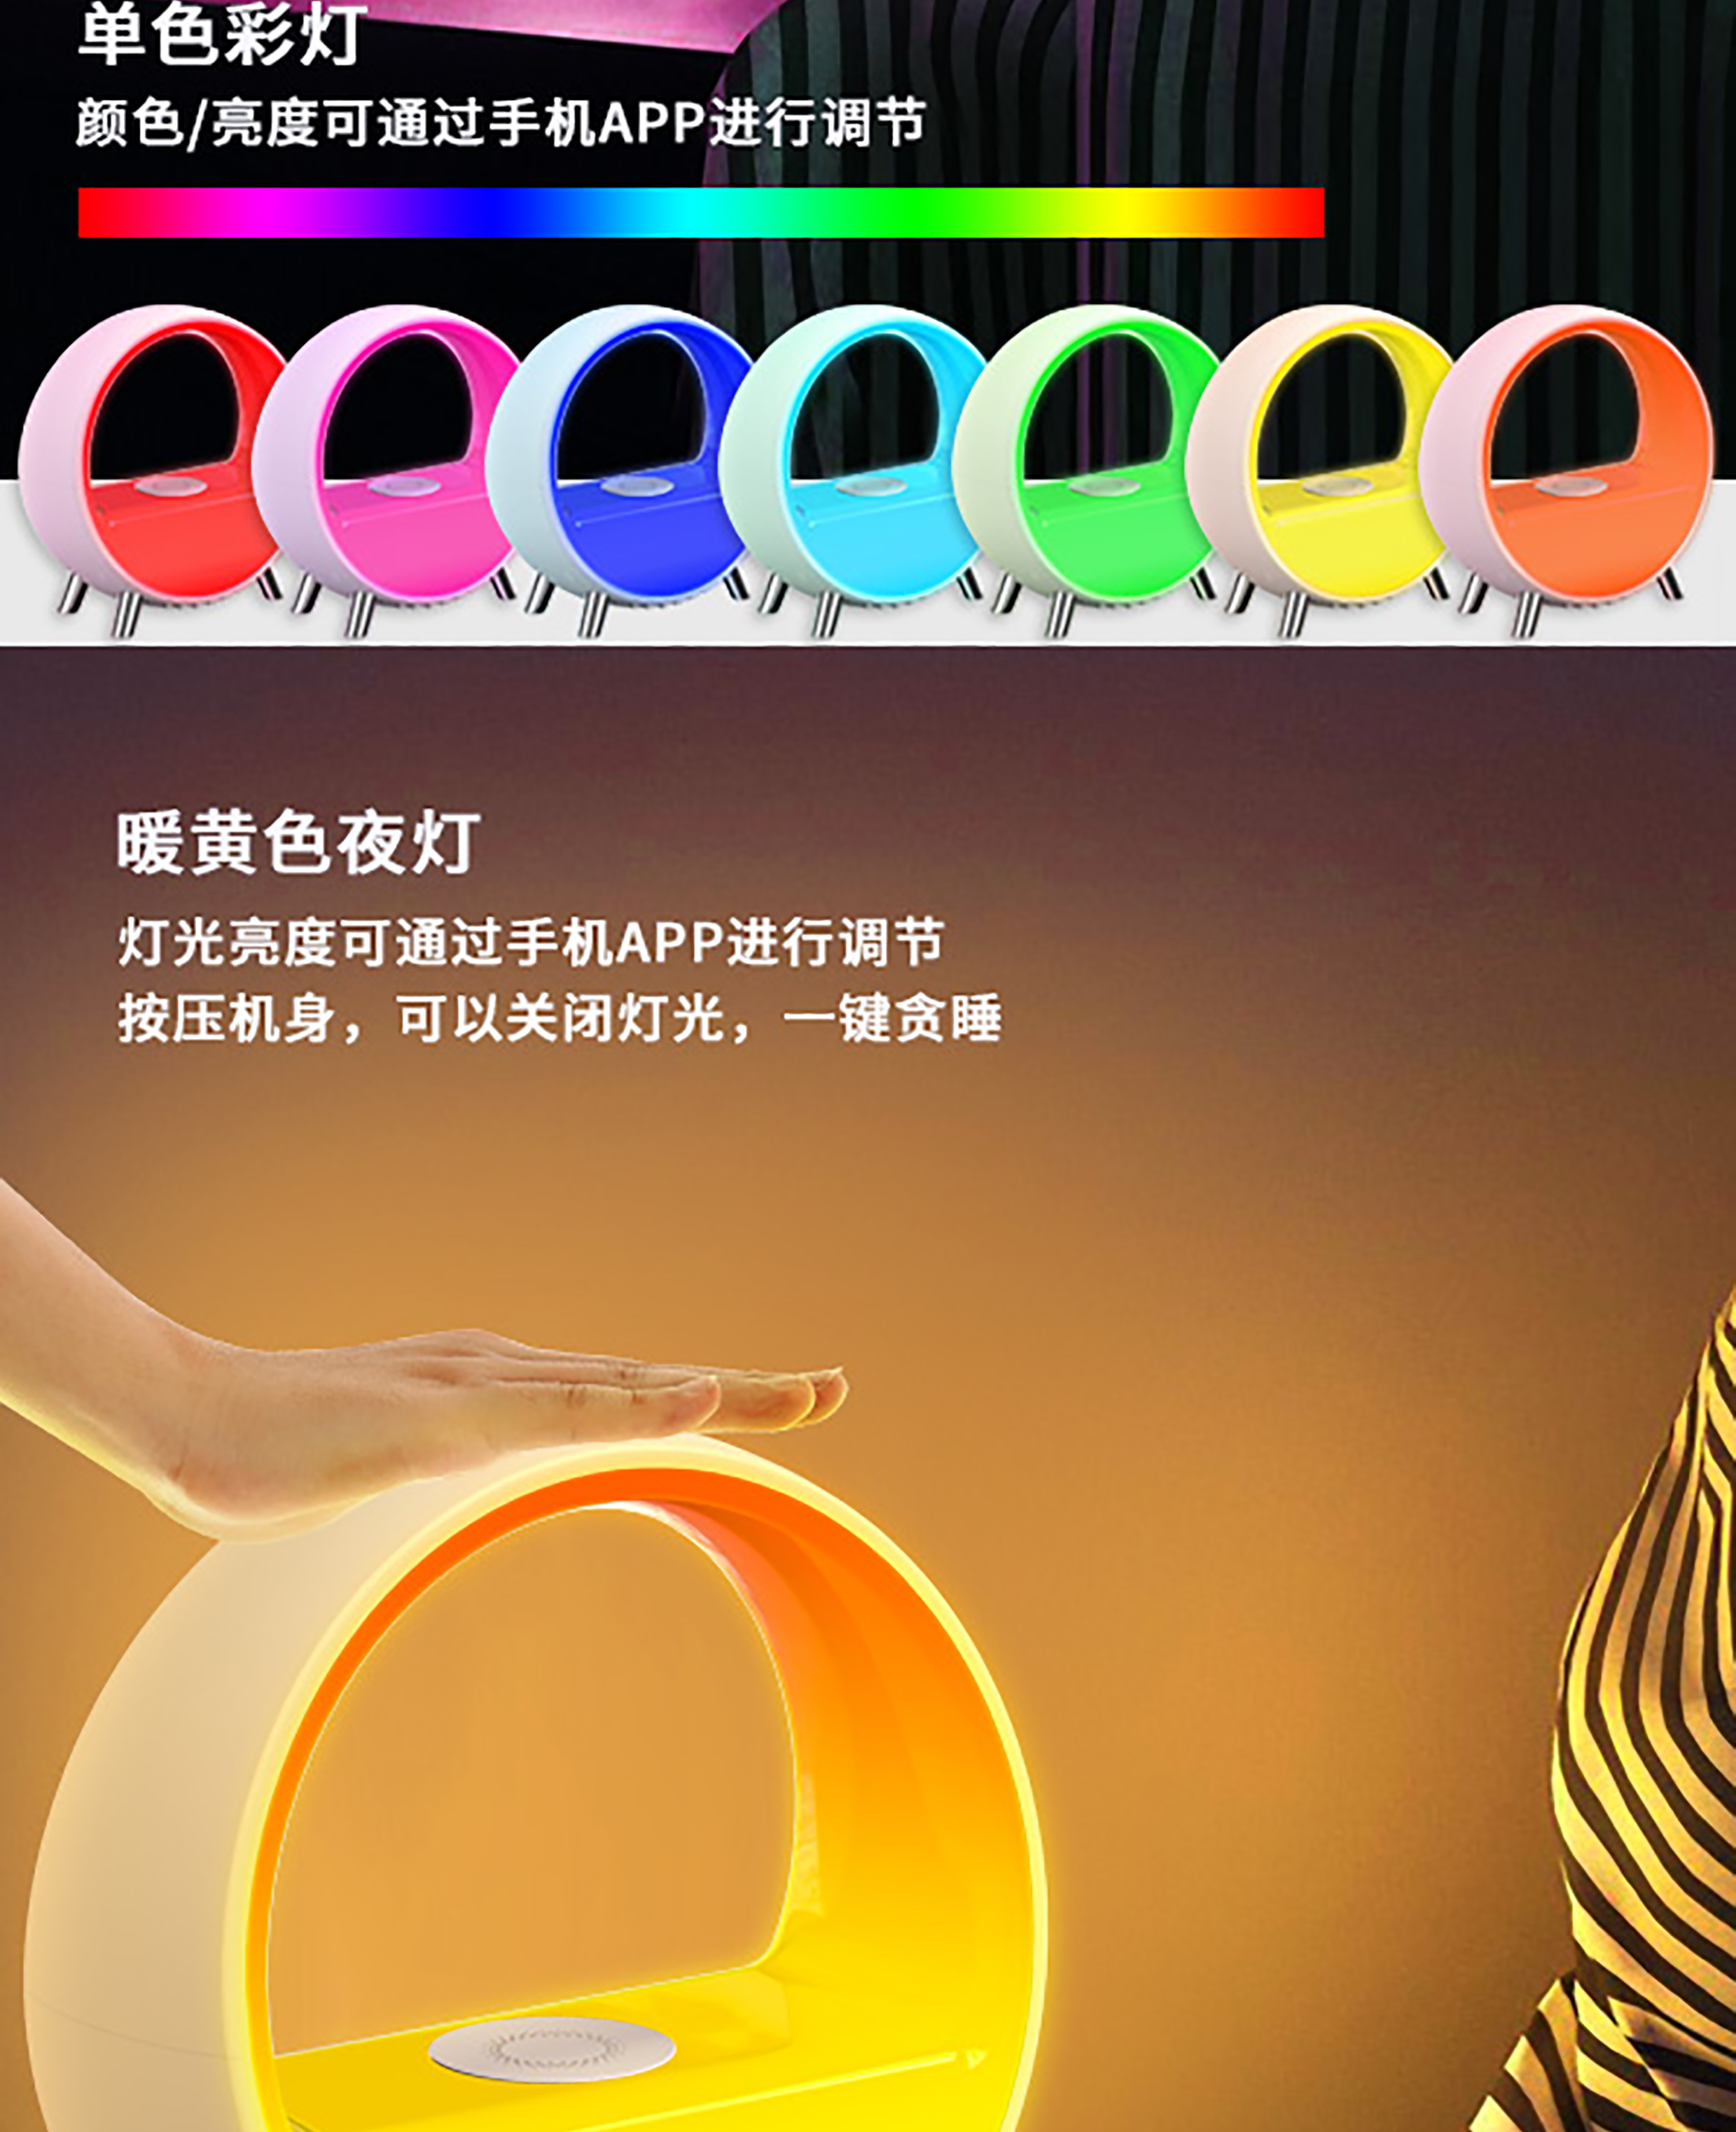 单色彩灯
颜色/亮度可通过手机APP进行调节
暖黄色夜灯
灯光亮度可通过手机APP进行调节
按压机身，可以关闭灯光，一键贪睡